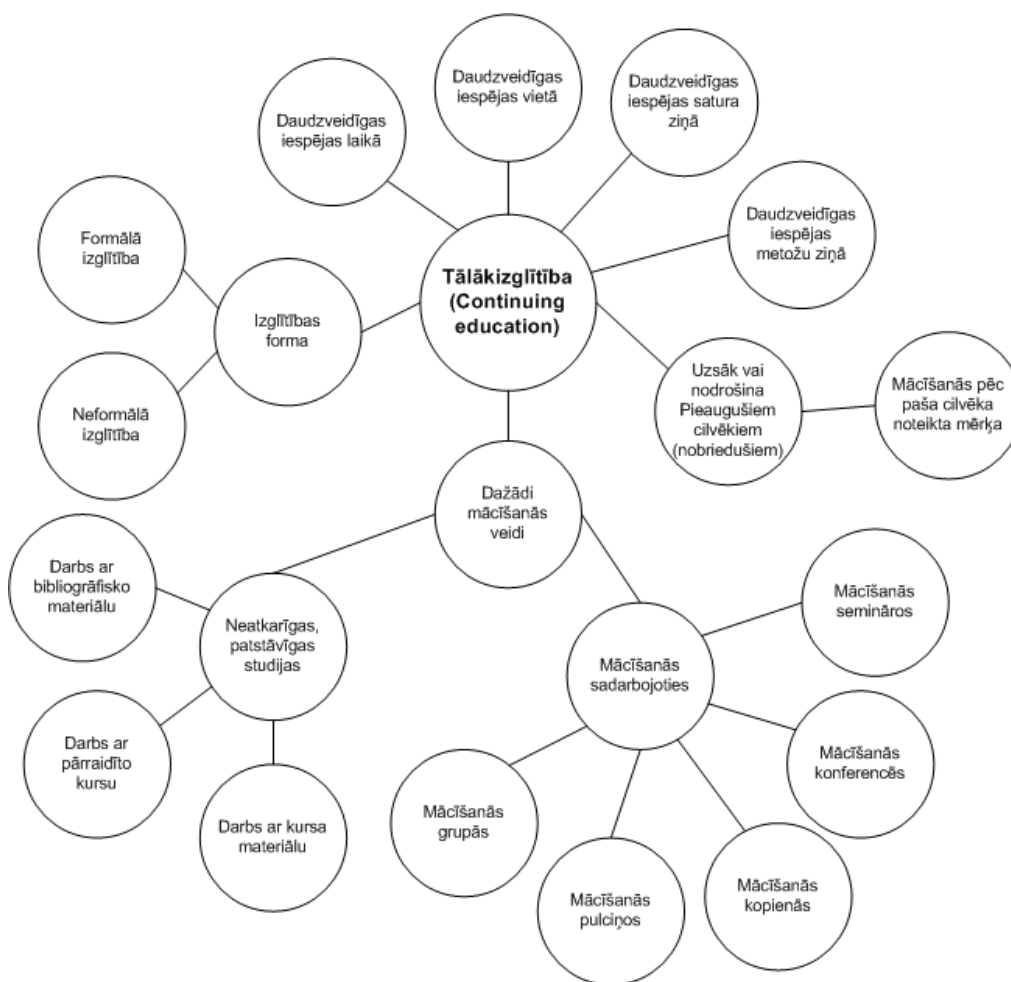 Daudzveidīgas
iespējas vietā
Daudzveidīgas
iespējas satura
ziņā
Daudzveidīgas
iespējas laikā
Daudzveidīgas
iespējas
metožu ziņā
Formālā
izglītība
Tālākizglītība
(Continuing
education)
Izglītības
forma
Neformālā
izglītība
Uzsāk vai
nodrošina
Pieaugušiem
cilvēkiem
(nobriedušiem)
Mācīšanās pēc
paša cilvēka
noteikta mērķa
Dažādi
mācīšanās
veidi
Darbs ar
bibliogrāfisko
materiālu
Neatkarīgas,
patstāvīgas
studijas
Mācīšanās
semināros
Mācīšanās
sadarbojoties
Darbs ar
pārraidīto
kursu
Mācīšanās
konferencēs
Darbs ar kursa
materiālu
Mācīšanās
grupās
Mācīšanās
pulciņos
Mācīšanās
kopienās